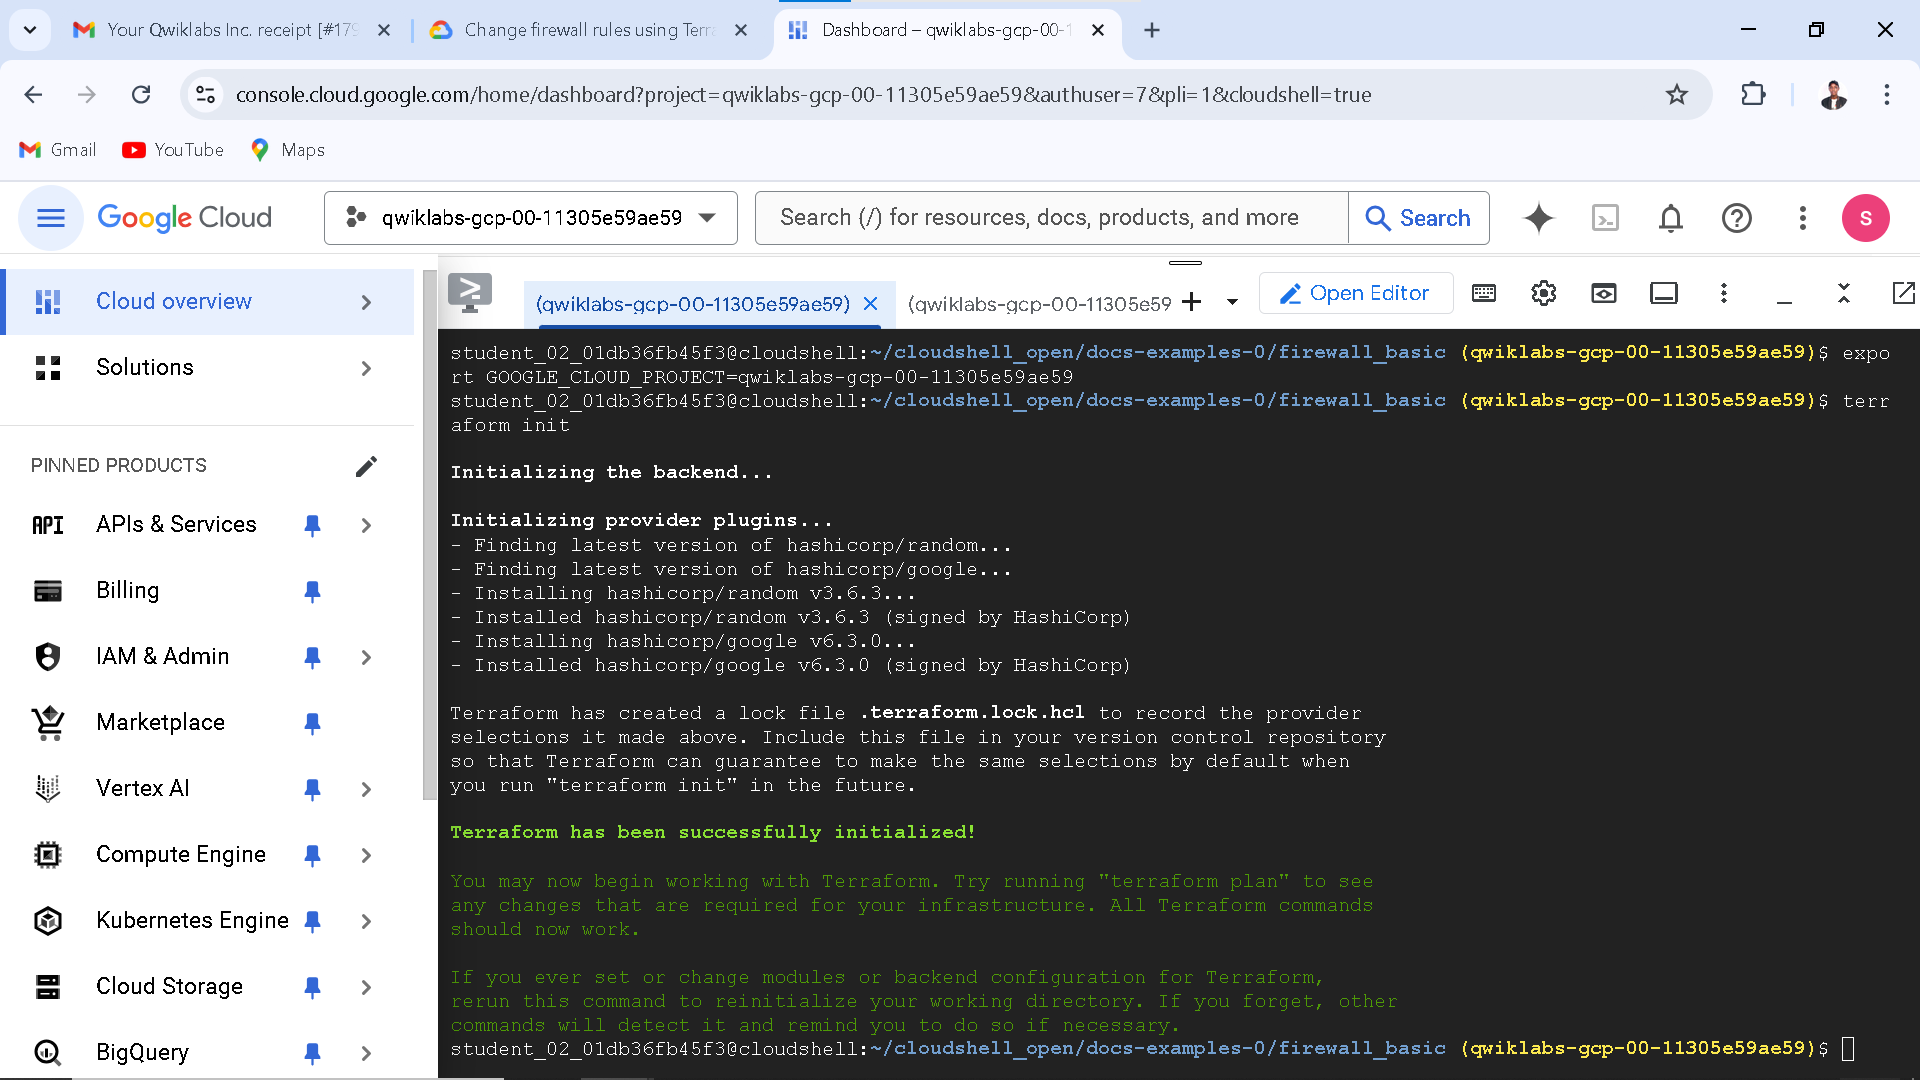 Your Qwiklabs Inc. receipt [#179
Change firewall rules using Terra
Dashboard – qwiklabs-gcp-00-1
console.cloud.google.com/home/dashboard?project=qwiklabs-gcp-00-11305e59ae59&authuser=7&pli=1&cloudshell=true
Gmail
YouTube
Maps
Google Cloud
qwiklabs-gcp-00-11305e59ae59
Search (/) for resources, docs, products, and more
Search
S
Cloud overview
Solutions
PINNED PRODUCTS
API
APIs & Services
Billing
IAM & Admin
Marketplace
Vertex AI
Compute Engine
Kubernetes Engine
Cloud Storage
BigQuery
(qwiklabs-gcp-00-11305e59ae59)
(qwiklabs-gcp-00-11305e59
Open Editor
student_02_01db36fb45f3@cloudshell:~/cloudshell_open/docs-examples-0/firewall_basic (qwiklabs-gcp-00-11305e59ae59)$ expo
rt GOOGLE_CLOUD_PROJECT=qwiklabs-gcp-00-11305e59ae59
student_02_01db36fb45f3@cloudshell:~/cloudshell_open/docs-examples-0/firewall_basic (qwiklabs-gcp-00-11305e59ae59)$ terr
aform init
Initializing the backend...
Initializing provider plugins...
- Finding latest version of hashicorp/random...
- Finding latest version of hashicorp/google...
- Installing hashicorp/random v3.6.3...
- Installed hashicorp/random v3.6.3 (signed by HashiCorp)
- Installing hashicorp/google v6.3.0...
- Installed hashicorp/google v6.3.0 (signed by HashiCorp)
Terraform has created a lock file .terraform.lock.hcl to record the provider
selections it made above. Include this file in your version control repository
so that Terraform can guarantee to make the same selections by default when
you run "terraform init" in the future.
Terraform has been successfully initialized!
You may now begin working with Terraform. Try running "terraform plan" to see
any changes that are required for your infrastructure. All Terraform commands
should now work.
If you ever set or change modules or backend configuration for Terraform,
rerun this command to reinitialize your working directory. If you forget, other
commands will detect it and remind you to do so if necessary.
student_02_01db36fb45f3@cloudshell:~/cloudshell_open/docs-examples-0/firewall_basic (qwiklabs-gcp-00-11305e59ae59)$